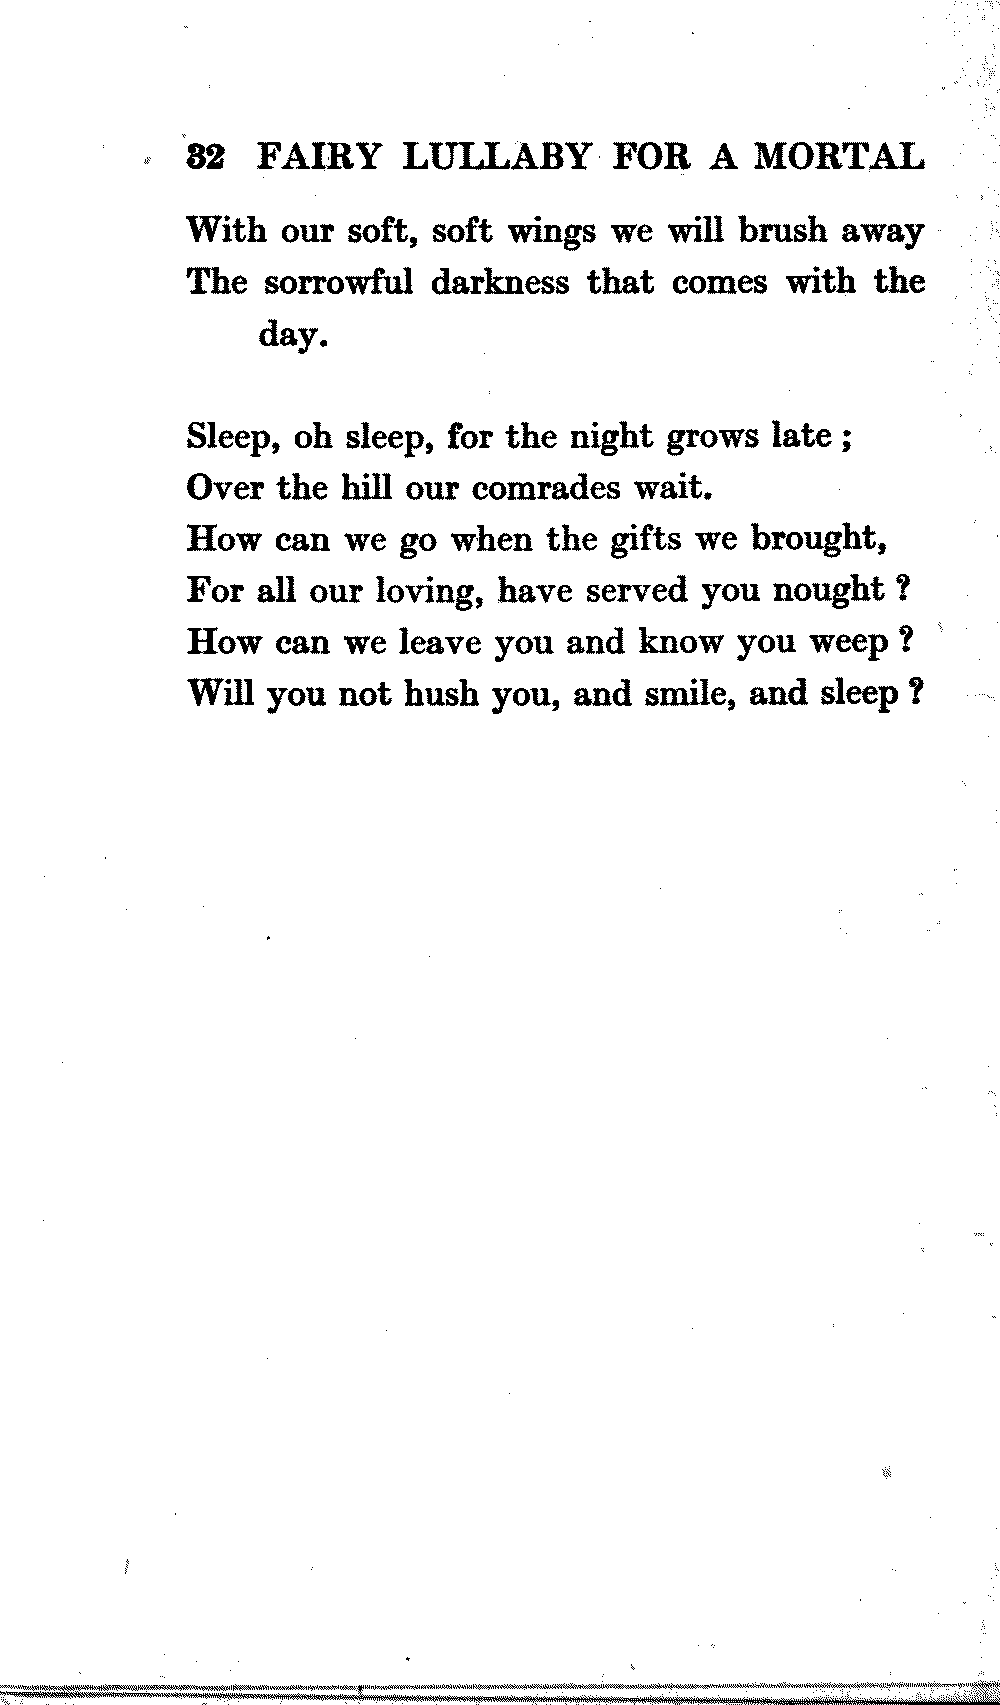 32 FAIRY LULLABY FOR A MORTAL
With our soft, soft wings we will brush away
The sorrowful darkness that comes with the
day.
Sleep, oh sleep, for the night grows late ;
Over the hill our comrades wait.
How can we go when the gifts we brought,
For all our loving, have served you nought ?
How can we leave you and know you weep ?
Will you not hush you, and smile, and sleep ?